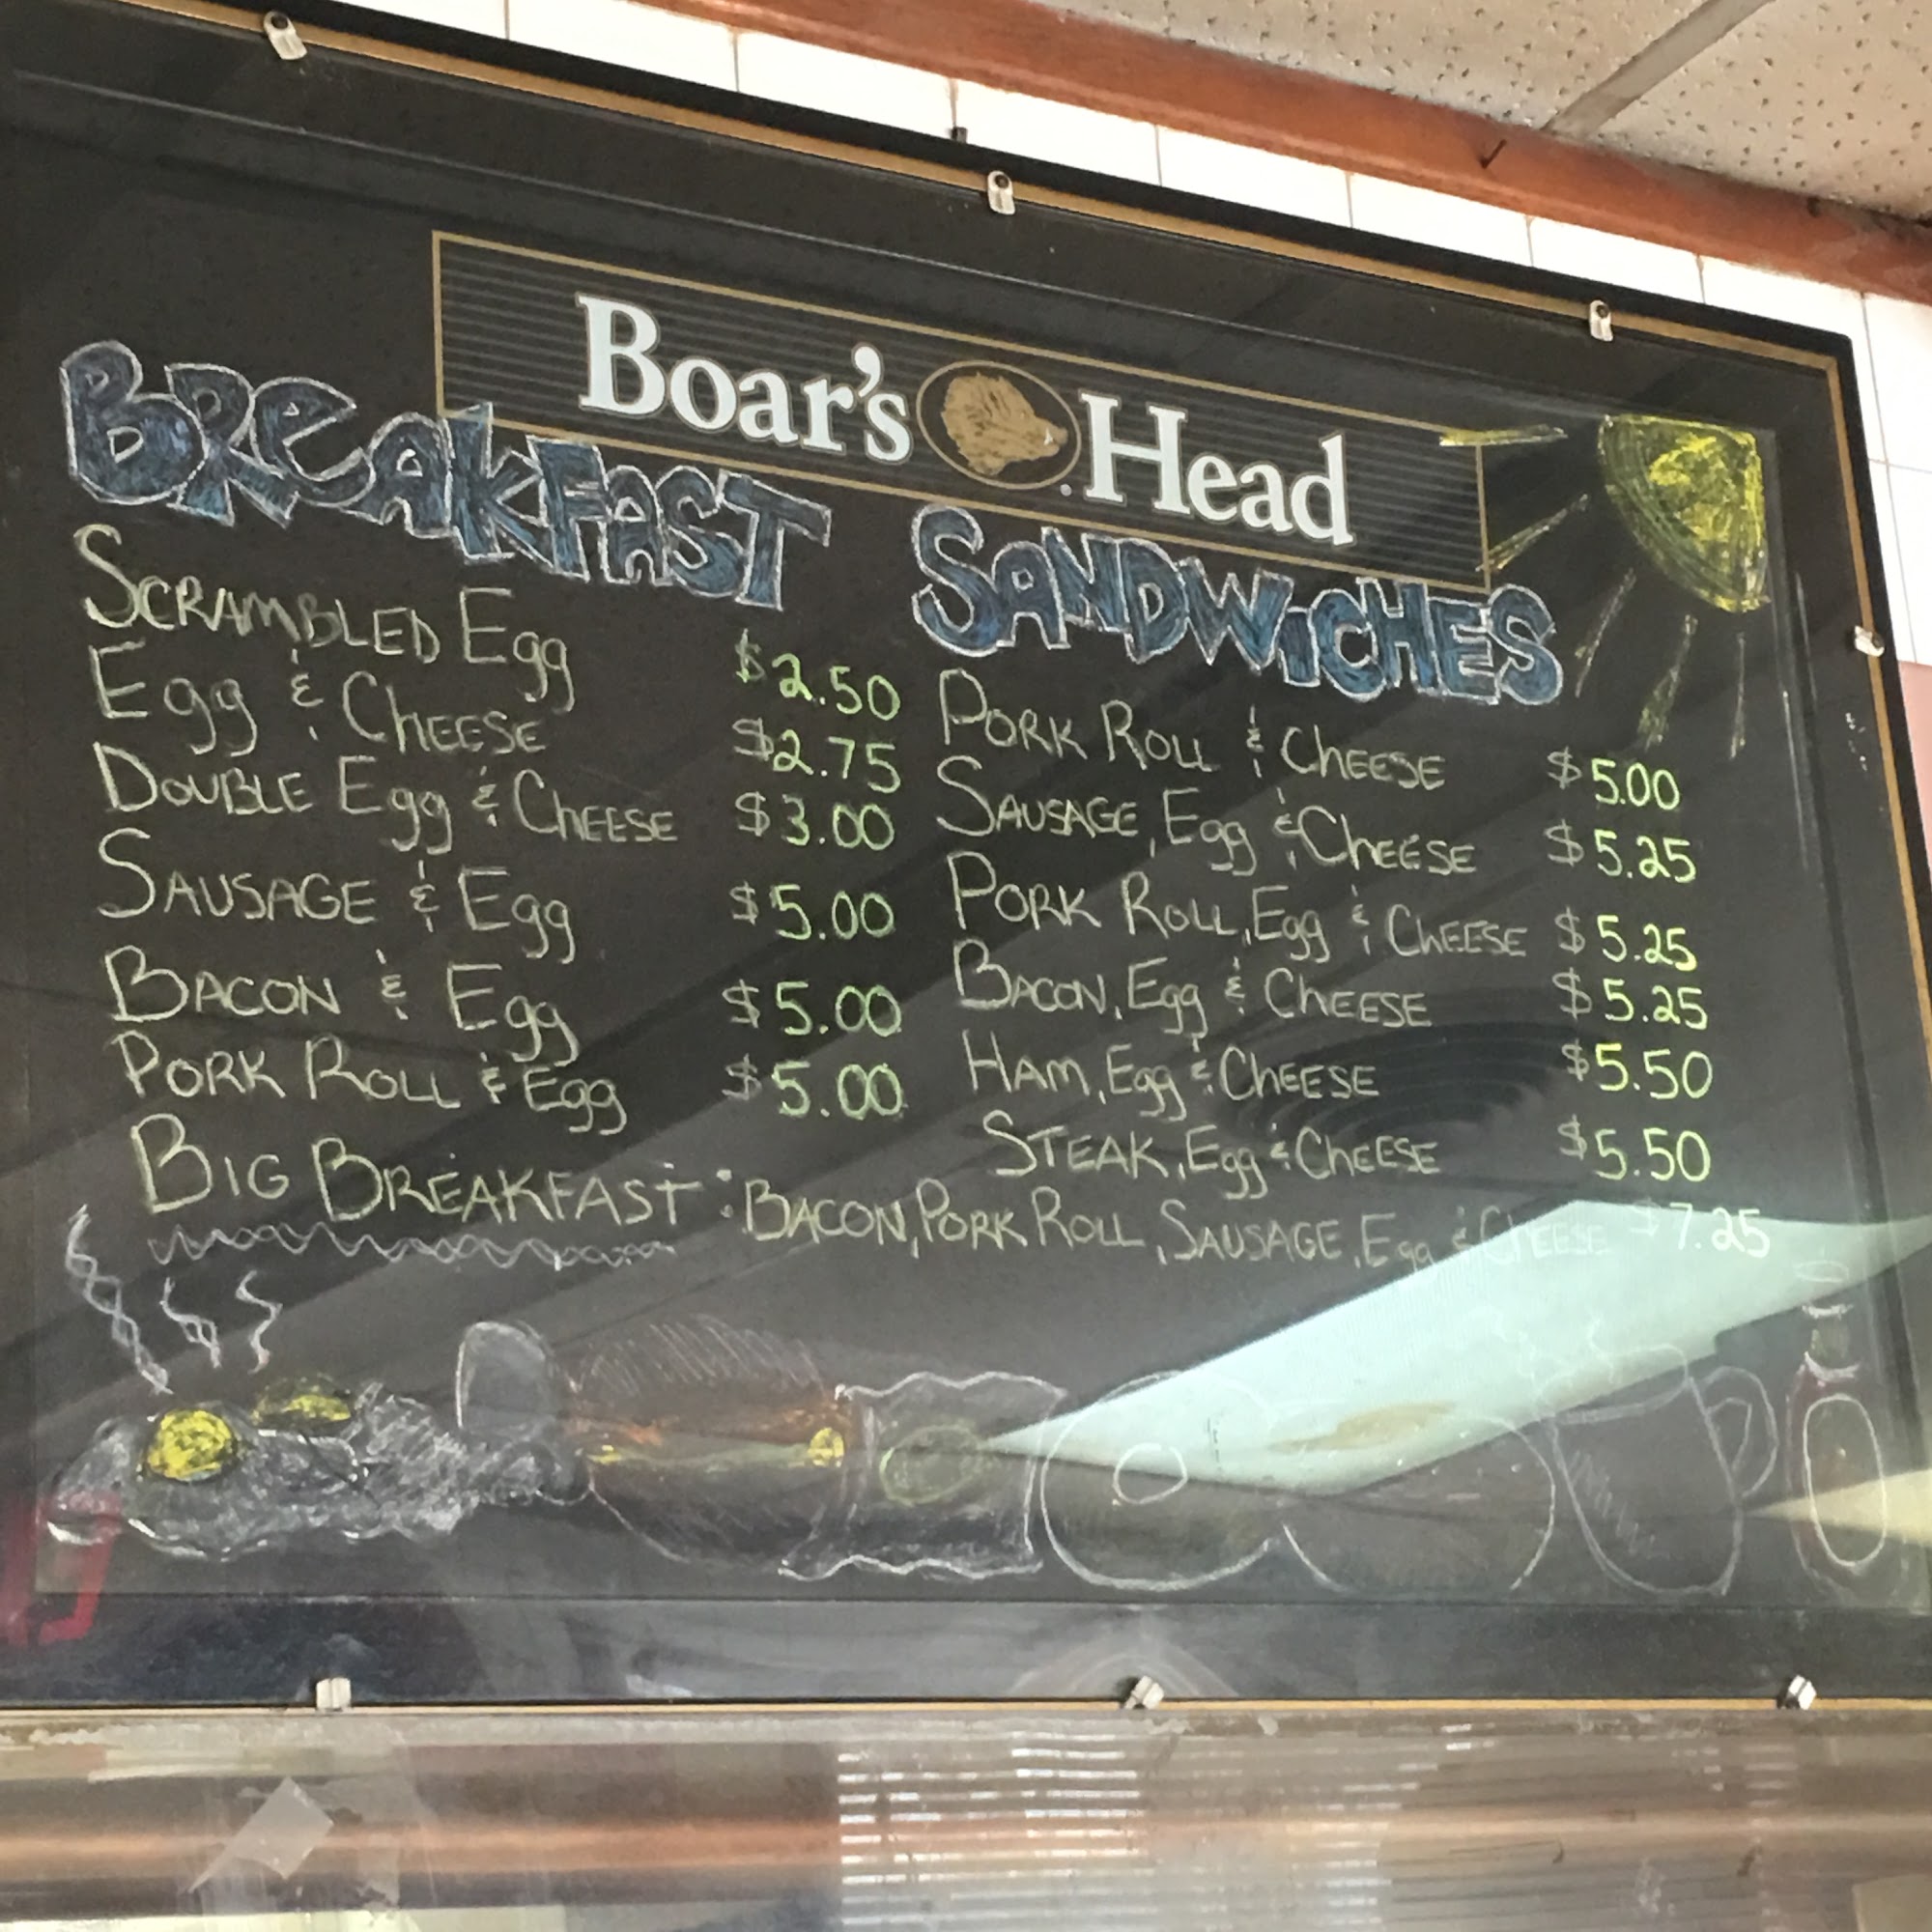 Boar's Head
BREAKFAST SANDWICHES
SCRAMBLED Egg $2.50
Egg & CHEESE $2.75
DOUBLE Egg & CHEESE $3.00
SAUSAGE & Egg $5.00
BACON & Egg $5.00
PORK ROLL & Egg $5.00
PORK ROLL & CHEESE $5.00
SAUSAGE, Egg & CHEESE $5.25
PORK ROLL, Egg & CHEESE $5.25
BACON, Egg & CHEESE $5.25
HAM, Egg & CHEESE $5.50
STEAK, Egg & CHEESE $5.50
BIG BREAKFAST: BACON, PORK ROLL, SAUSAGE, Egg & CHEESE $7.25